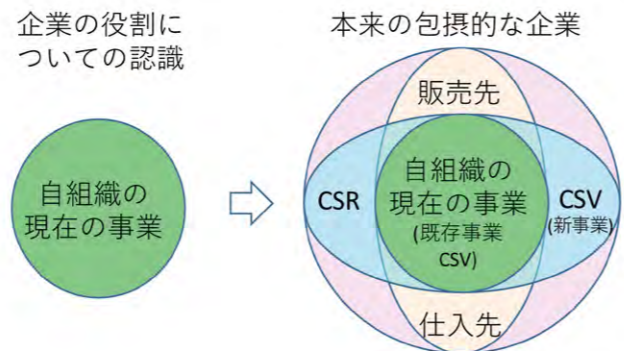 企業の役割に
ついての認識
自組織の
現在の事業
本来の包摂的な企業
販売先
CSR
自組織の
現在の事業
(既存事業
CSV)
CSV
(新事業)
仕入先